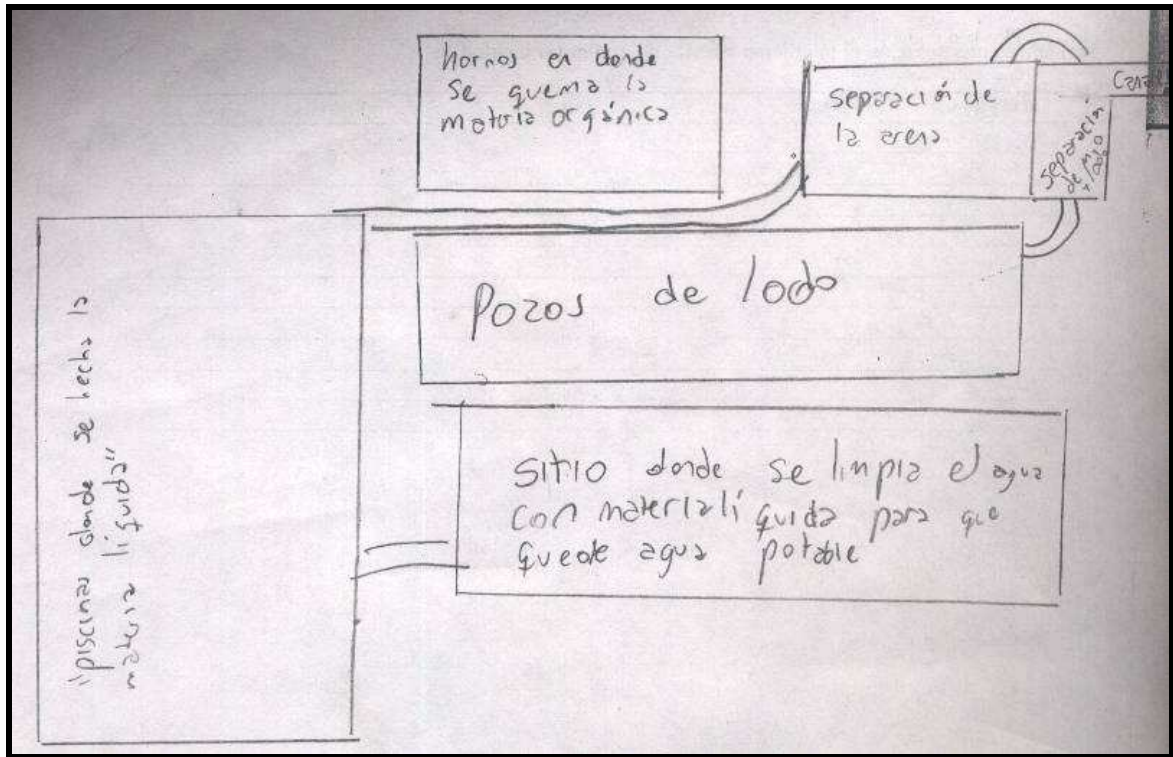 hornos en donde
se quema la
materia orgánica
separación de
la arena
separación
de m
lodo
Pozos de lodo
sitio donde se limpia el agua
con material líquida para que
quede agua potable
"piscinas donde se hecha la
materia líquida"